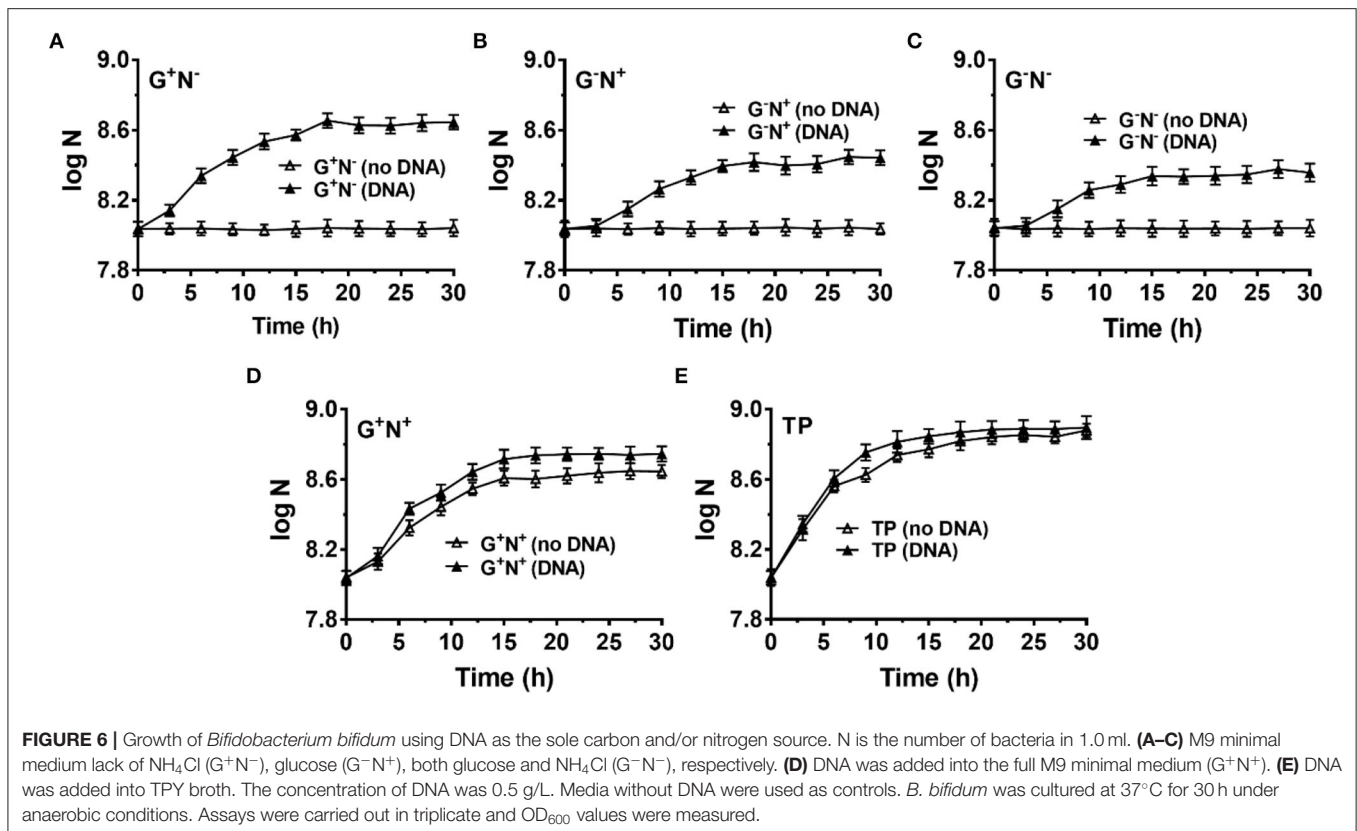 A
G⁺N⁻
9.0
8.6
8.2
7.8
log N
G⁺N⁻ (no DNA)
G⁺N⁻ (DNA)
0 5 10 15 20 25 30
Time (h)
B
G⁻N⁺
9.0
8.6
8.2
7.8
log N
G⁻N⁺ (no DNA)
G⁻N⁺ (DNA)
0 5 10 15 20 25 30
Time (h)
C
G⁻N⁻
9.0
8.6
8.2
7.8
log N
G⁻N⁻ (no DNA)
G⁻N⁻ (DNA)
0 5 10 15 20 25 30
Time (h)
D
G⁺N⁺
9.0
8.6
8.2
7.8
log N
G⁺N⁺ (no DNA)
G⁺N⁺ (DNA)
0 5 10 15 20 25 30
Time (h)
E
TP
9.0
8.6
8.2
7.8
log N
TP (no DNA)
TP (DNA)
0 5 10 15 20 25 30
Time (h)
FIGURE 6 | Growth of Bifidobacterium bifidum using DNA as the sole carbon and/or nitrogen source. N is the number of bacteria in 1.0 ml. (A–C) M9 minimal
medium lack of NH₄Cl (G⁺N⁻), glucose (G⁻N⁺), both glucose and NH₄Cl (G⁻N⁻), respectively. (D) DNA was added into the full M9 minimal medium (G⁺N⁺). (E) DNA
was added into TPY broth. The concentration of DNA was 0.5 g/L. Media without DNA were used as controls. B. bifidum was cultured at 37°C for 30 h under
anaerobic conditions. Assays were carried out in triplicate and OD₆₀₀ values were measured.